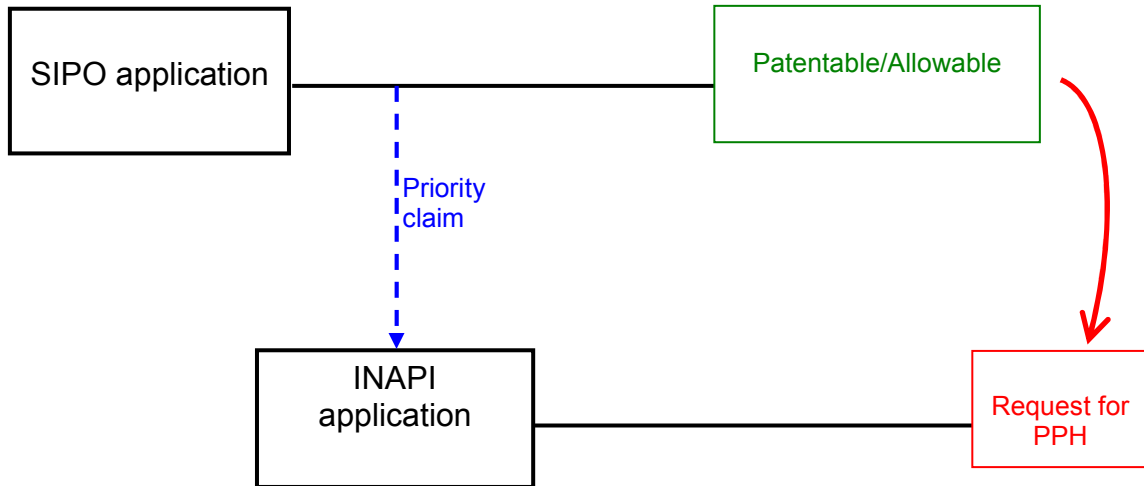 SIPO application
Patentable/Allowable
Priority
claim
INAPI
application
Request for
PPH